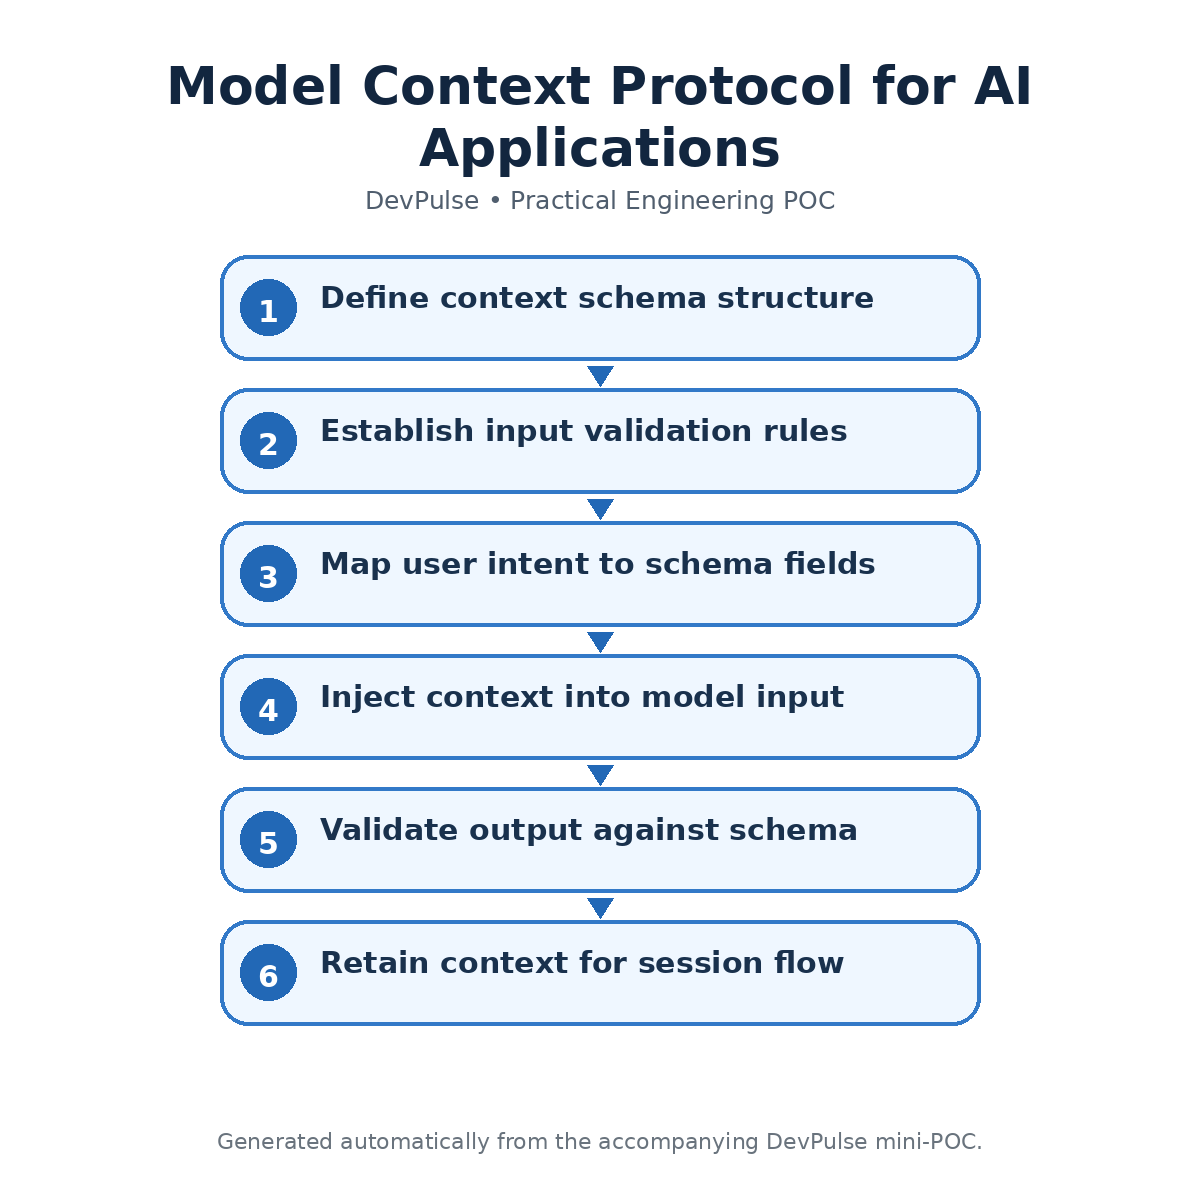 Model Context Protocol for AI
Applications
DevPulse • Practical Engineering POC
1 Define context schema structure
2 Establish input validation rules
3 Map user intent to schema fields
4 Inject context into model input
5 Validate output against schema
6 Retain context for session flow
Generated automatically from the accompanying DevPulse mini-POC.